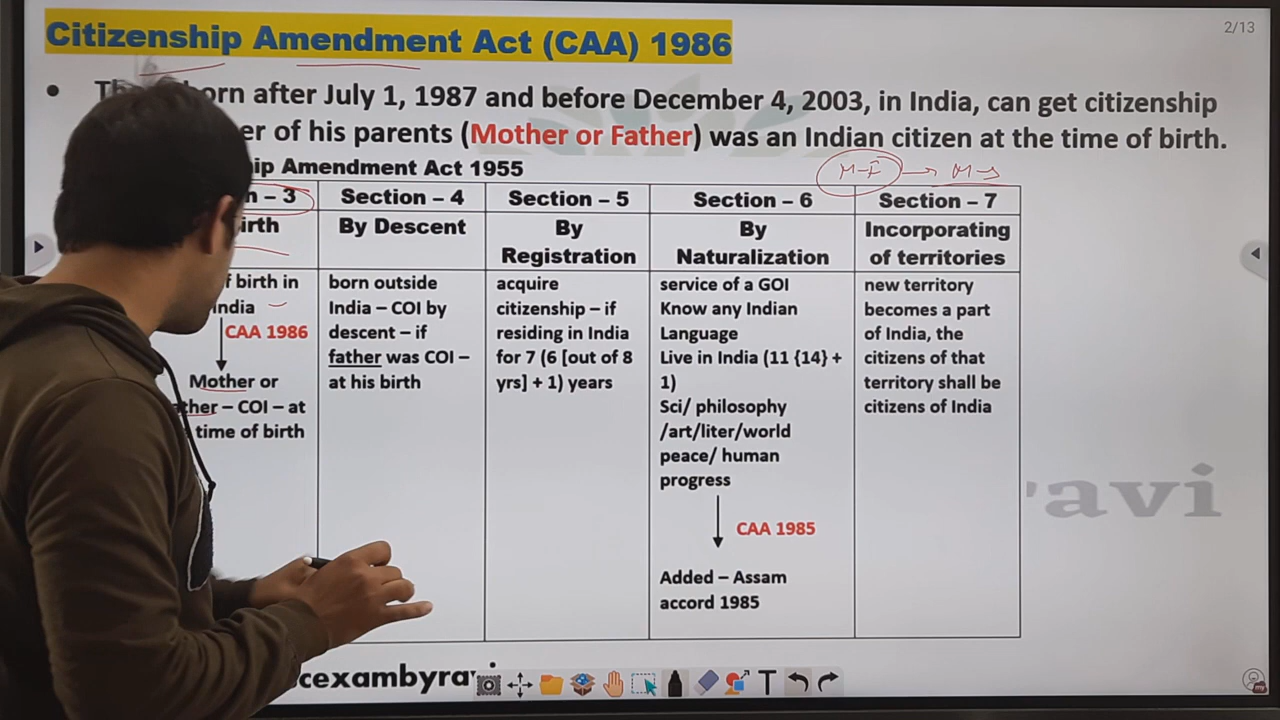 Citizenship Amendment Act (CAA) 1986
2/13
after July 1, 1987 and before December 4, 2003, in India, can get citizenship
of his parents (Mother or Father) was an Indian citizen at the time of birth.
Amendment Act 1955
M-I → M-S
– 3
Section – 4
Section – 5
Section – 6
Section – 7
By Descent
By
Registration
By
Naturalization
Incorporating
of territories
birth in
CAA 1986
Mother or
– COI – at
time of birth
born outside
India – COI by
descent – if
father was COI –
at his birth
acquire
citizenship – if
residing in India
for 7 (6 [out of 8
yrs] + 1) years
service of a GOI
Know any Indian
Language
Live in India (11 {14} +
1)
Sci/ philosophy
/art/liter/world
peace/ human
progress
CAA 1985
Added – Assam
accord 1985
new territory
becomes a part
of India, the
citizens of that
territory shall be
citizens of India
ravi
cexambyra
T